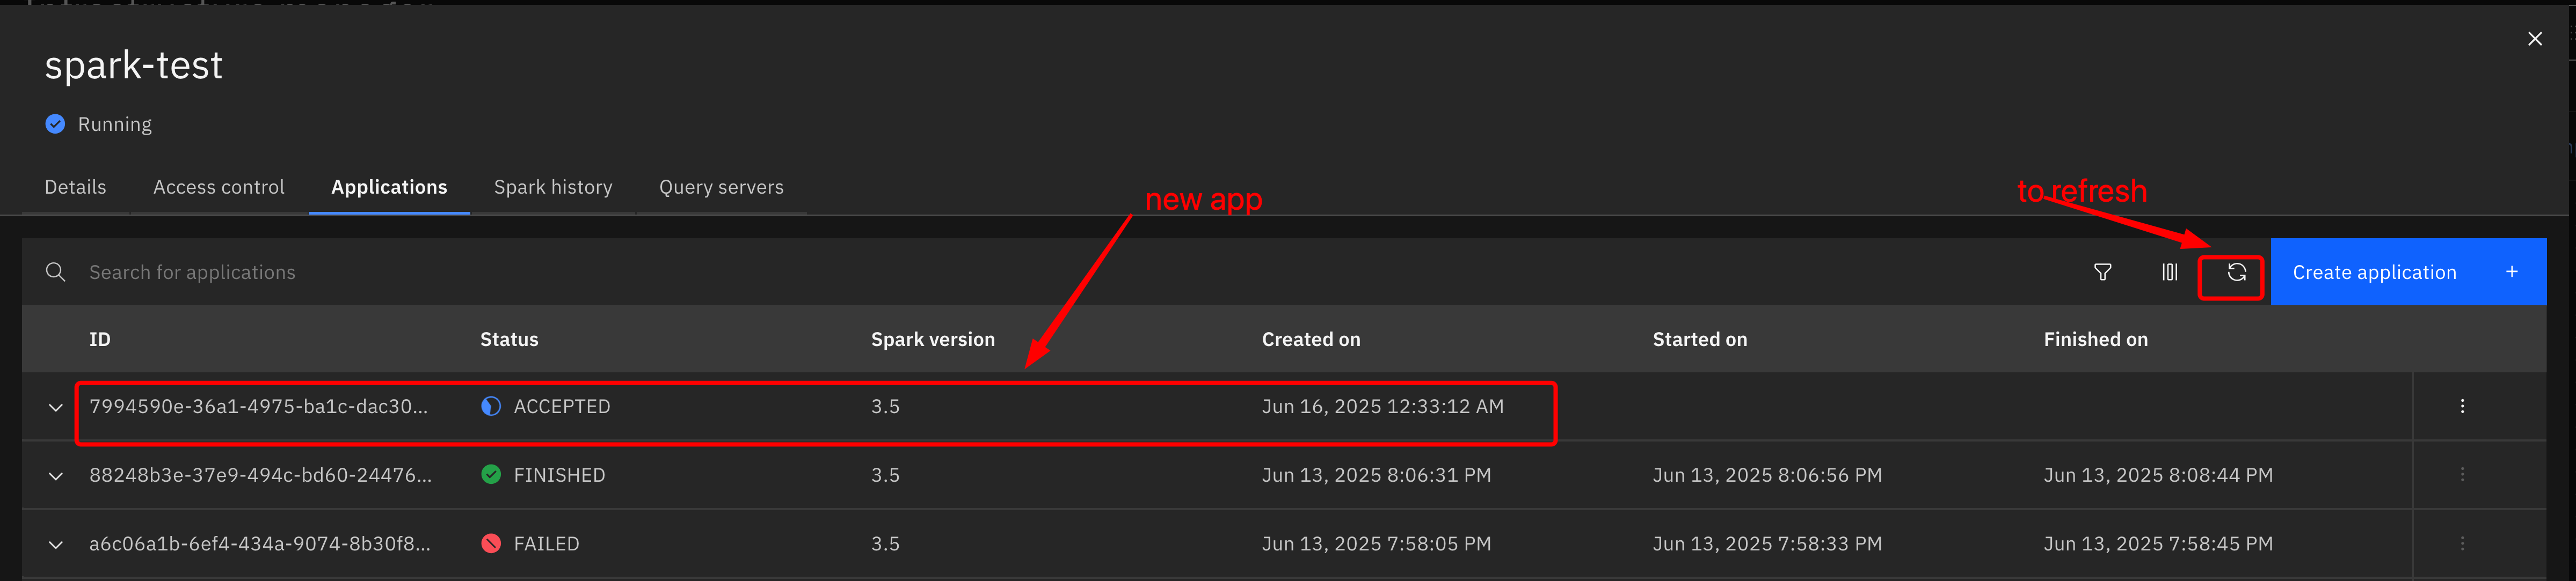 spark-test
Running
Details Access control Applications Spark history Query servers
new app
to refresh
Search for applications
Create application +
ID Status Spark version Created on Started on Finished on
7994590e-36a1-4975-ba1c-dac30... ACCEPTED 3.5 Jun 16, 2025 12:33:12 AM
88248b3e-37e9-494c-bd60-24476... FINISHED 3.5 Jun 13, 2025 8:06:31 PM Jun 13, 2025 8:06:56 PM Jun 13, 2025 8:08:44 PM
a6c06a1b-6ef4-434a-9074-8b30f8... FAILED 3.5 Jun 13, 2025 7:58:05 PM Jun 13, 2025 7:58:33 PM Jun 13, 2025 7:58:45 PM